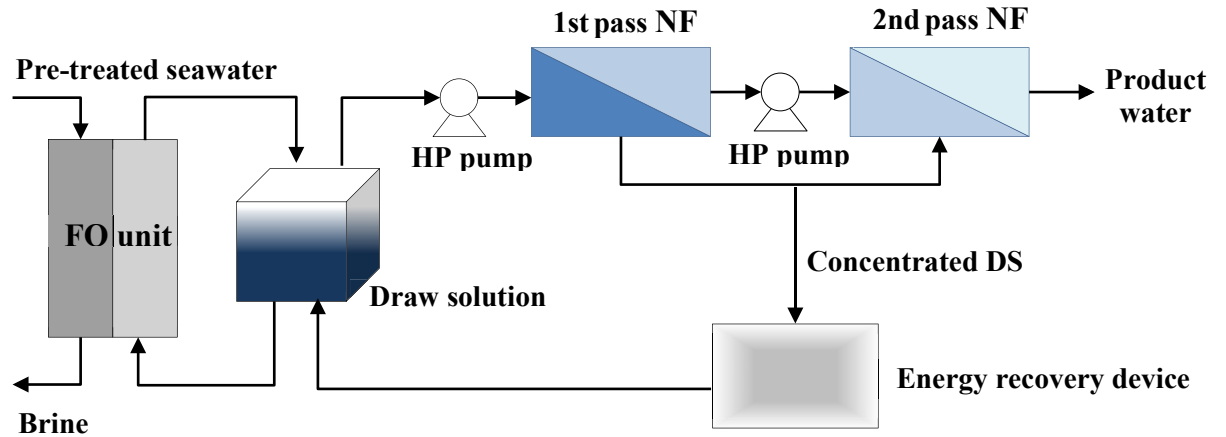 1st pass NF
2nd pass NF
Pre-treated seawater
Product
water
HP pump
HP pump
FO unit
Concentrated DS
Draw solution
Energy recovery device
Brine